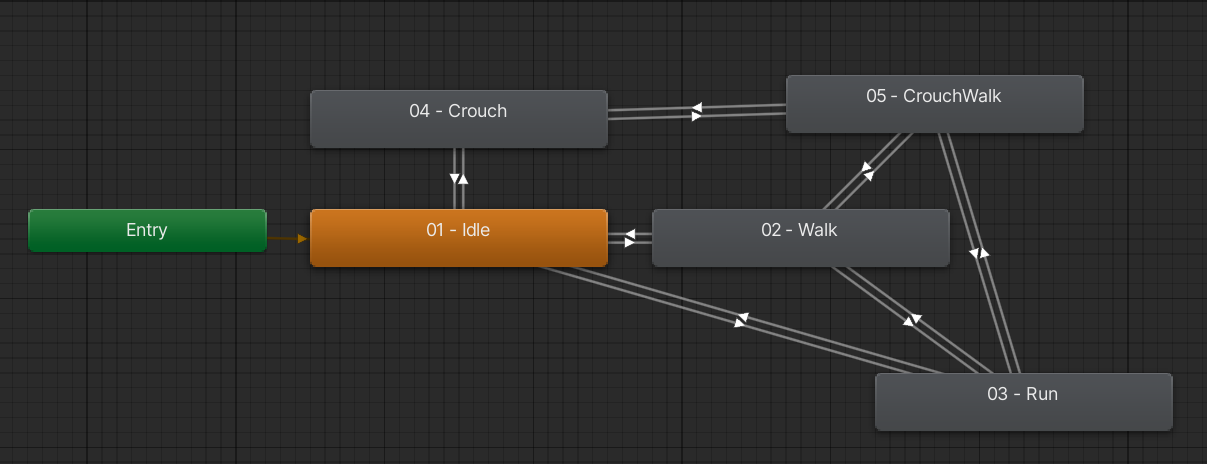 04 - Crouch
05 - CrouchWalk
Entry
01 - Idle
02 - Walk
03 - Run